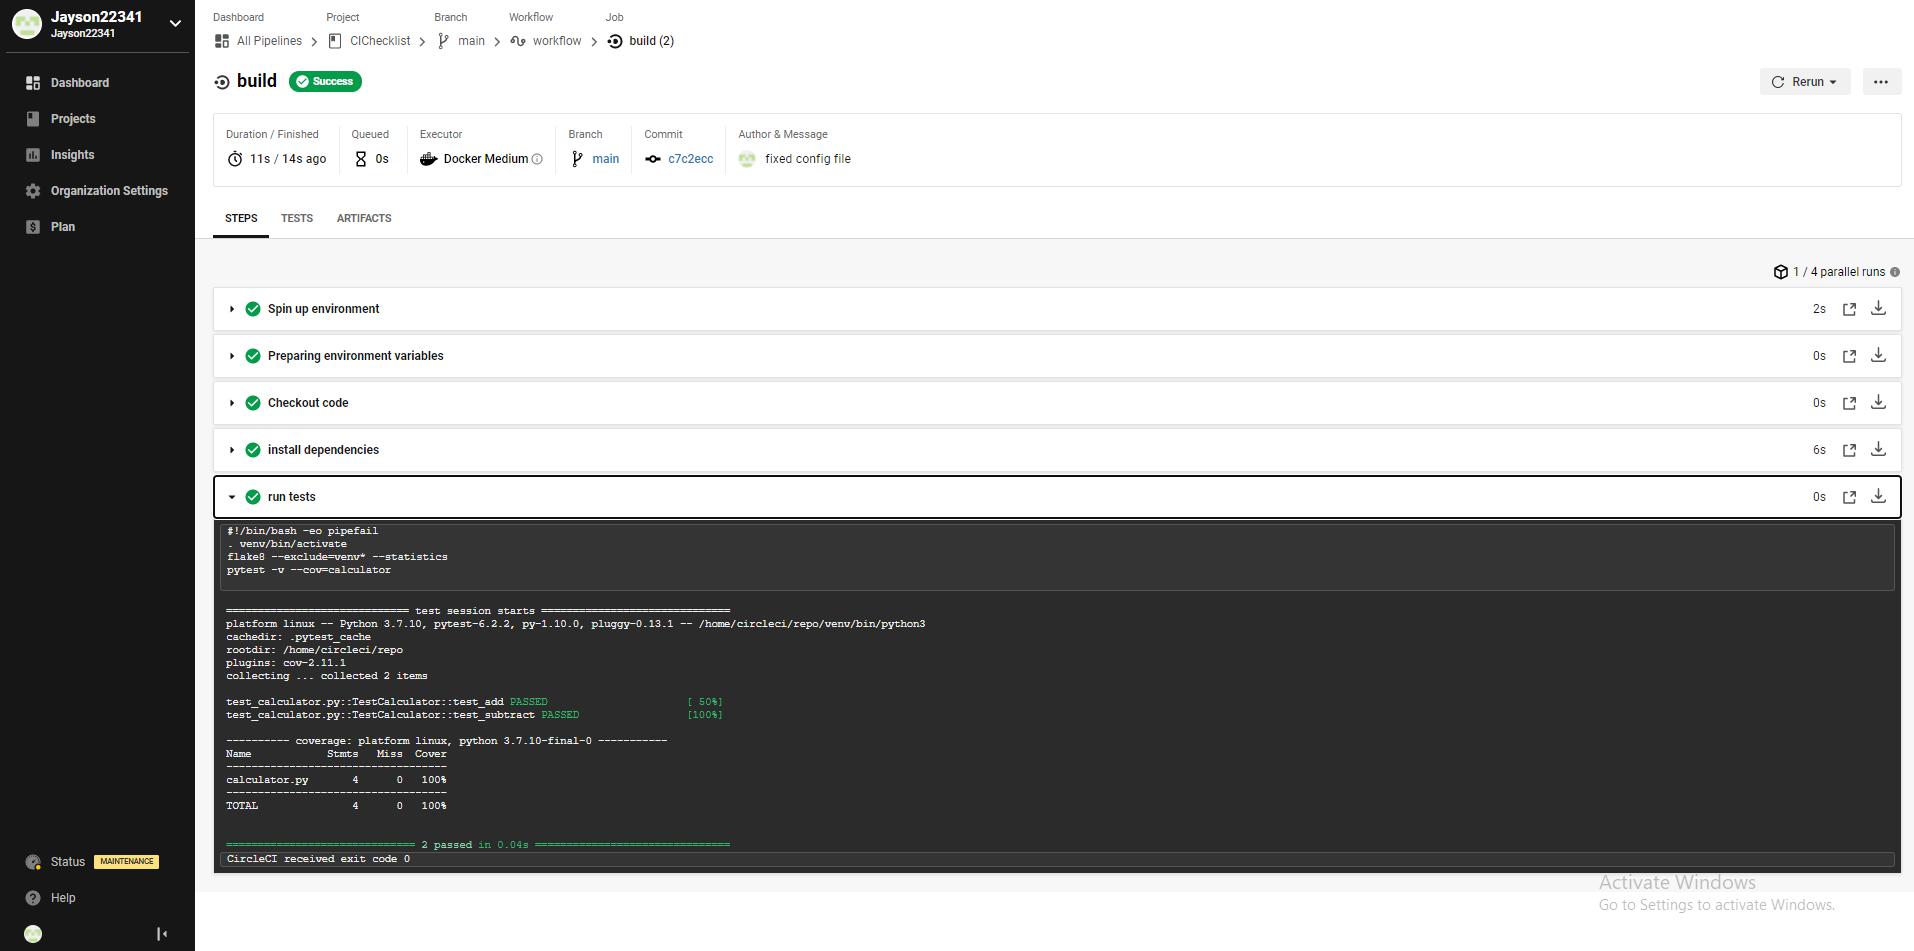 Jayson22341
Jayson22341
Dashboard
Projects
Insights
Organization Settings
Plan
Status MAINTENANCE
Help
Dashboard Project Branch Workflow Job
All Pipelines CIChecklist main workflow build (2)
build Success
Rerun
Duration / Finished Queued Executor Branch Commit Author & Message
11s / 14s ago 0s Docker Medium main c7c2ecc fixed config file
STEPS TESTS ARTIFACTS
1 / 4 parallel runs
Spin up environment 2s
Preparing environment variables 0s
Checkout code 0s
install dependencies 6s
run tests 0s
#!/bin/bash -eo pipefail
. venv/bin/activate
flake8 --exclude=venv* --statistics
pytest -v --cov=calculator
============================= test session starts ==============================
platform linux -- Python 3.7.10, pytest-6.2.2, py-1.10.0, pluggy-0.13.1 -- /home/circleci/repo/venv/bin/python3
cachedir: .pytest_cache
rootdir: /home/circleci/repo
plugins: cov-2.11.1
collecting ... collected 2 items
test_calculator.py::TestCalculator::test_add PASSED [ 50%]
test_calculator.py::TestCalculator::test_subtract PASSED [100%]
---------- coverage: platform linux, python 3.7.10-final-0 -----------
Name Stmts Miss Cover
-----------------------------------
calculator.py 4 0 100%
-----------------------------------
TOTAL 4 0 100%
============================== 2 passed in 0.04s ===============================
CircleCI received exit code 0
Activate Windows
Go to Settings to activate Windows.